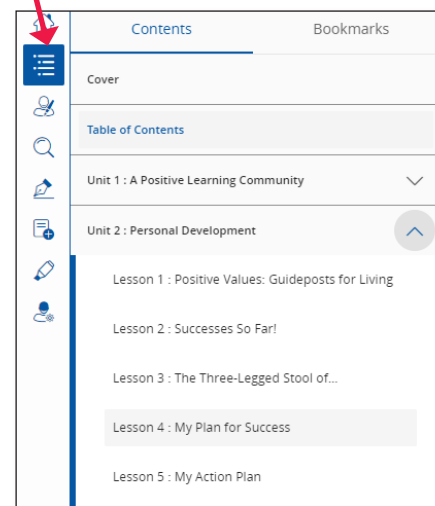 Contents Bookmarks
Cover
Table of Contents
Unit 1 : A Positive Learning Community
Unit 2 : Personal Development
Lesson 1 : Positive Values: Guideposts for Living
Lesson 2 : Successes So Far!
Lesson 3 : The Three-Legged Stool of...
Lesson 4 : My Plan for Success
Lesson 5 : My Action Plan